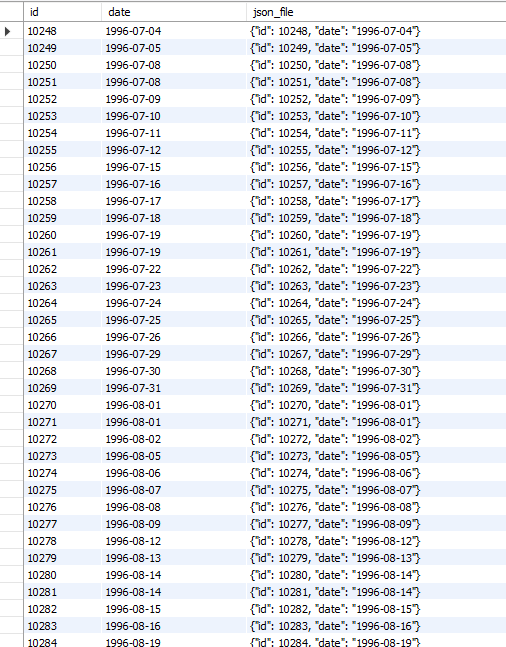 id date json_file
10248 1996-07-04 {"id": 10248, "date": "1996-07-04"}
10249 1996-07-05 {"id": 10249, "date": "1996-07-05"}
10250 1996-07-08 {"id": 10250, "date": "1996-07-08"}
10251 1996-07-08 {"id": 10251, "date": "1996-07-08"}
10252 1996-07-09 {"id": 10252, "date": "1996-07-09"}
10253 1996-07-10 {"id": 10253, "date": "1996-07-10"}
10254 1996-07-11 {"id": 10254, "date": "1996-07-11"}
10255 1996-07-12 {"id": 10255, "date": "1996-07-12"}
10256 1996-07-15 {"id": 10256, "date": "1996-07-15"}
10257 1996-07-16 {"id": 10257, "date": "1996-07-16"}
10258 1996-07-17 {"id": 10258, "date": "1996-07-17"}
10259 1996-07-18 {"id": 10259, "date": "1996-07-18"}
10260 1996-07-19 {"id": 10260, "date": "1996-07-19"}
10261 1996-07-19 {"id": 10261, "date": "1996-07-19"}
10262 1996-07-22 {"id": 10262, "date": "1996-07-22"}
10263 1996-07-23 {"id": 10263, "date": "1996-07-23"}
10264 1996-07-24 {"id": 10264, "date": "1996-07-24"}
10265 1996-07-25 {"id": 10265, "date": "1996-07-25"}
10266 1996-07-26 {"id": 10266, "date": "1996-07-26"}
10267 1996-07-29 {"id": 10267, "date": "1996-07-29"}
10268 1996-07-30 {"id": 10268, "date": "1996-07-30"}
10269 1996-07-31 {"id": 10269, "date": "1996-07-31"}
10270 1996-08-01 {"id": 10270, "date": "1996-08-01"}
10271 1996-08-01 {"id": 10271, "date": "1996-08-01"}
10272 1996-08-02 {"id": 10272, "date": "1996-08-02"}
10273 1996-08-05 {"id": 10273, "date": "1996-08-05"}
10274 1996-08-06 {"id": 10274, "date": "1996-08-06"}
10275 1996-08-07 {"id": 10275, "date": "1996-08-07"}
10276 1996-08-08 {"id": 10276, "date": "1996-08-08"}
10277 1996-08-09 {"id": 10277, "date": "1996-08-09"}
10278 1996-08-12 {"id": 10278, "date": "1996-08-12"}
10279 1996-08-13 {"id": 10279, "date": "1996-08-13"}
10280 1996-08-14 {"id": 10280, "date": "1996-08-14"}
10281 1996-08-14 {"id": 10281, "date": "1996-08-14"}
10282 1996-08-15 {"id": 10282, "date": "1996-08-15"}
10283 1996-08-16 {"id": 10283, "date": "1996-08-16"}
10284 1996-08-19 {"id": 10284, "date": "1996-08-19"}